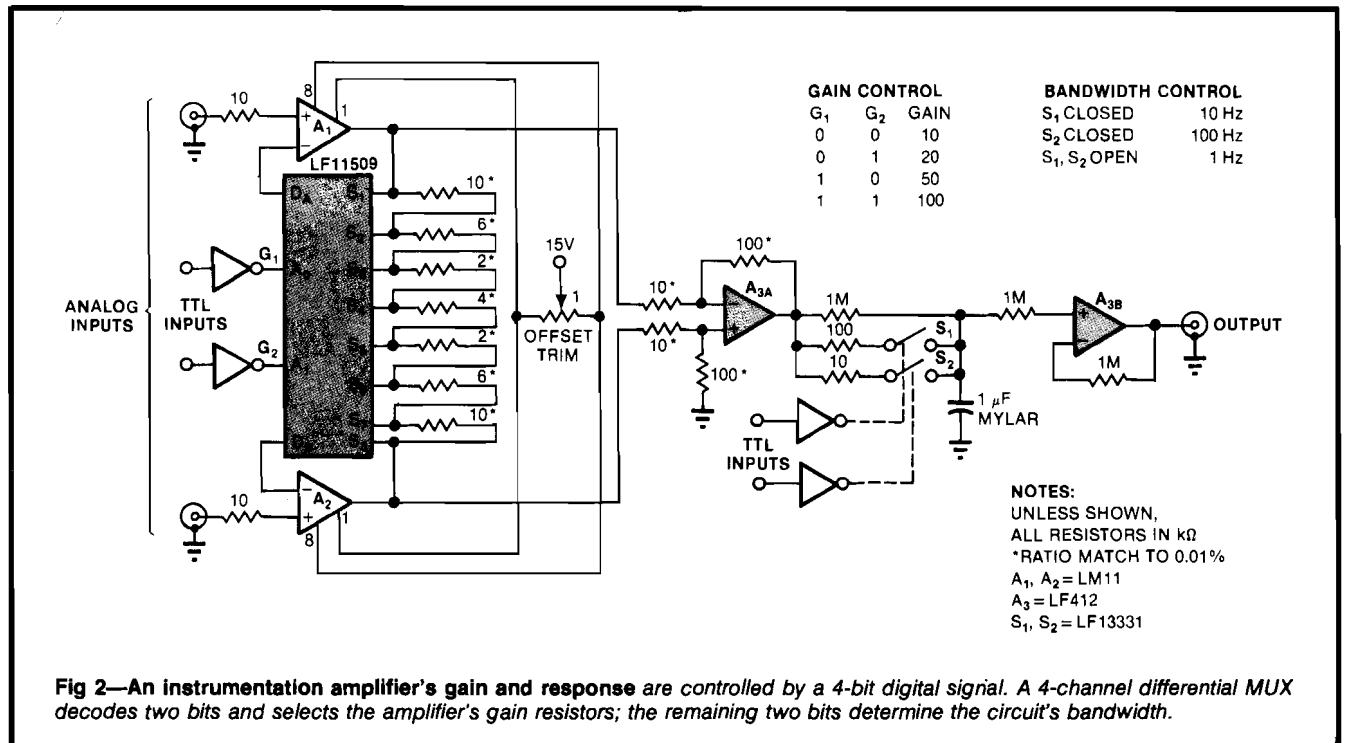 GAIN CONTROL
G₁ G₂ GAIN
0 0 10
0 1 20
1 0 50
1 1 100
BANDWIDTH CONTROL
S₁ CLOSED 10 Hz
S₂ CLOSED 100 Hz
S₁, S₂ OPEN 1 Hz
ANALOG
INPUTS
10
8
1
+
A₁
−
LF11509
Dₐ
S₁
10*
S₂
6*
2*
4*
2*
6*
10*
G₁
TTL
INPUTS
G₂
A₁
−
A₂
+
1
8
10
15V
1
OFFSET
TRIM
10*
10*
100*
−
A₃ₐ
+
100*
1M
100
S₁
10
S₂
TTL
INPUTS
1 µF
MYLAR
1M
+
A₃B
−
1M
OUTPUT
NOTES:
UNLESS SHOWN,
ALL RESISTORS IN kΩ
*RATIO MATCH TO 0.01%
A₁, A₂ = LM11
A₃ = LF412
S₁, S₂ = LF13331
Fig 2—An instrumentation amplifier's gain and response are controlled by a 4-bit digital signal. A 4-channel differential MUX
decodes two bits and selects the amplifier's gain resistors; the remaining two bits determine the circuit's bandwidth.